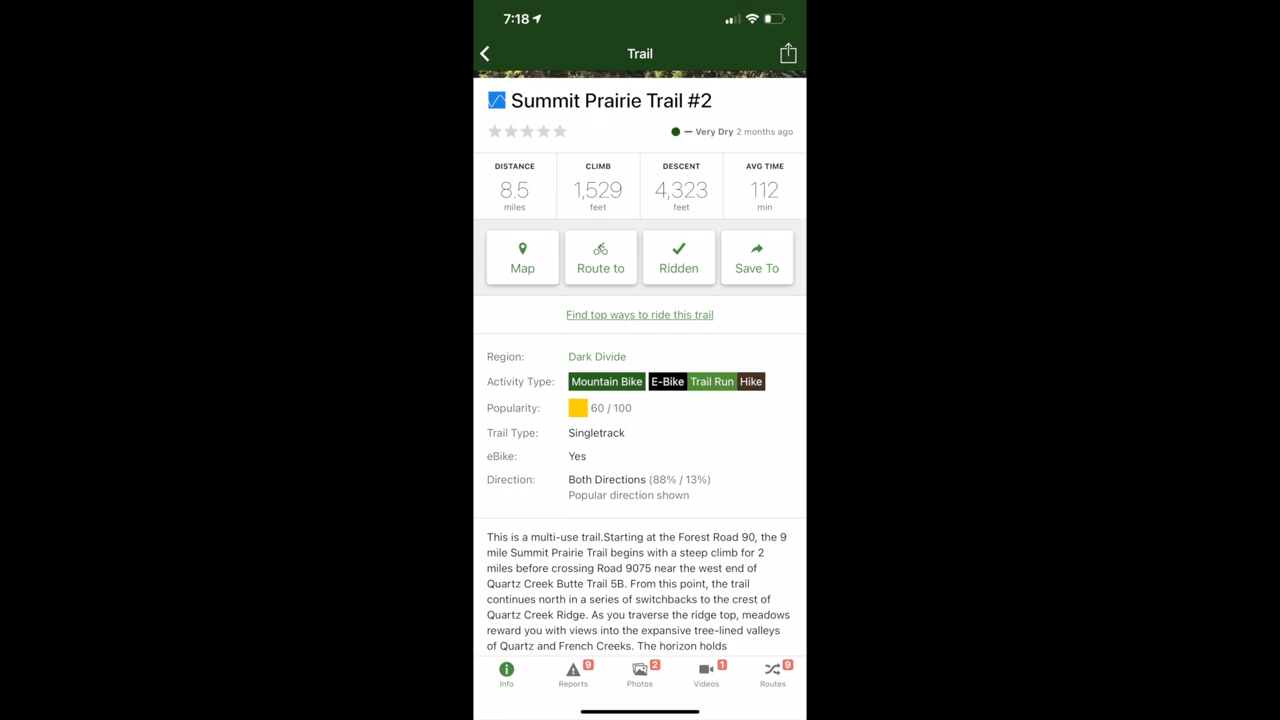 7:18
Trail
Summit Prairie Trail #2
Very Dry 2 months ago
DISTANCE CLIMB DESCENT AVG TIME
8.5 1,529 4,323 112
miles feet feet min
Map Route to Ridden Save To
Find top ways to ride this trail
Region: Dark Divide
Activity Type: Mountain Bike E-Bike Trail Run Hike
Popularity: 60 / 100
Trail Type: Singletrack
eBike: Yes
Direction: Both Directions (88% / 13%)
Popular direction shown
This is a multi-use trail.Starting at the Forest Road 90, the 9
mile Summit Prairie Trail begins with a steep climb for 2
miles before crossing Road 9075 near the west end of
Quartz Creek Butte Trail 5B. From this point, the trail
continues north in a series of switchbacks to the crest of
Quartz Creek Ridge. As you traverse the ridge top, meadows
reward you with views into the expansive tree-lined valleys
of Quartz and French Creeks. The horizon holds
9 2 1 9
Info Reports Photos Videos Routes